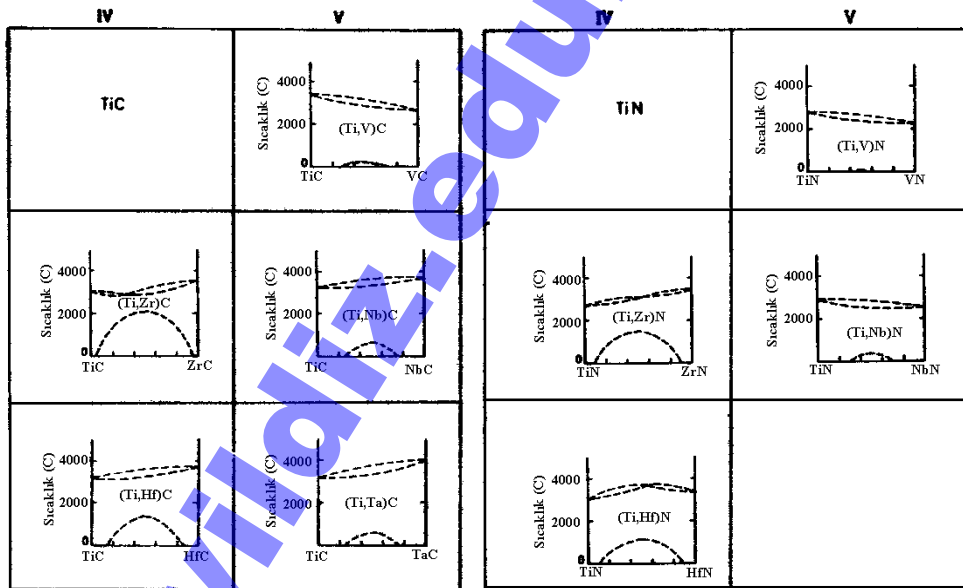 IV V IV V
TiC
Sıcaklık (C)
4000
2000
0
(Ti,V)C
TiC VC
TiN
Sıcaklık (C)
4000
2000
0
(Ti,V)N
TiN VN
Sıcaklık (C)
4000
2000
0
(Ti,Zr)C
TiC ZrC
Sıcaklık (C)
4000
2000
0
(Ti,Nb)C
TiC NbC
Sıcaklık (C)
4000
2000
0
(Ti,Zr)N
TiN ZrN
Sıcaklık (C)
4000
2000
0
(Ti,Nb)N
TiN NbN
Sıcaklık (C)
4000
2000
0
(Ti,Hf)C
TiC HfC
Sıcaklık (C)
4000
2000
0
(Ti,Ta)C
TiC TaC
Sıcaklık (C)
4000
2000
0
(Ti,Hf)N
TiN HfN
yildiz.edu